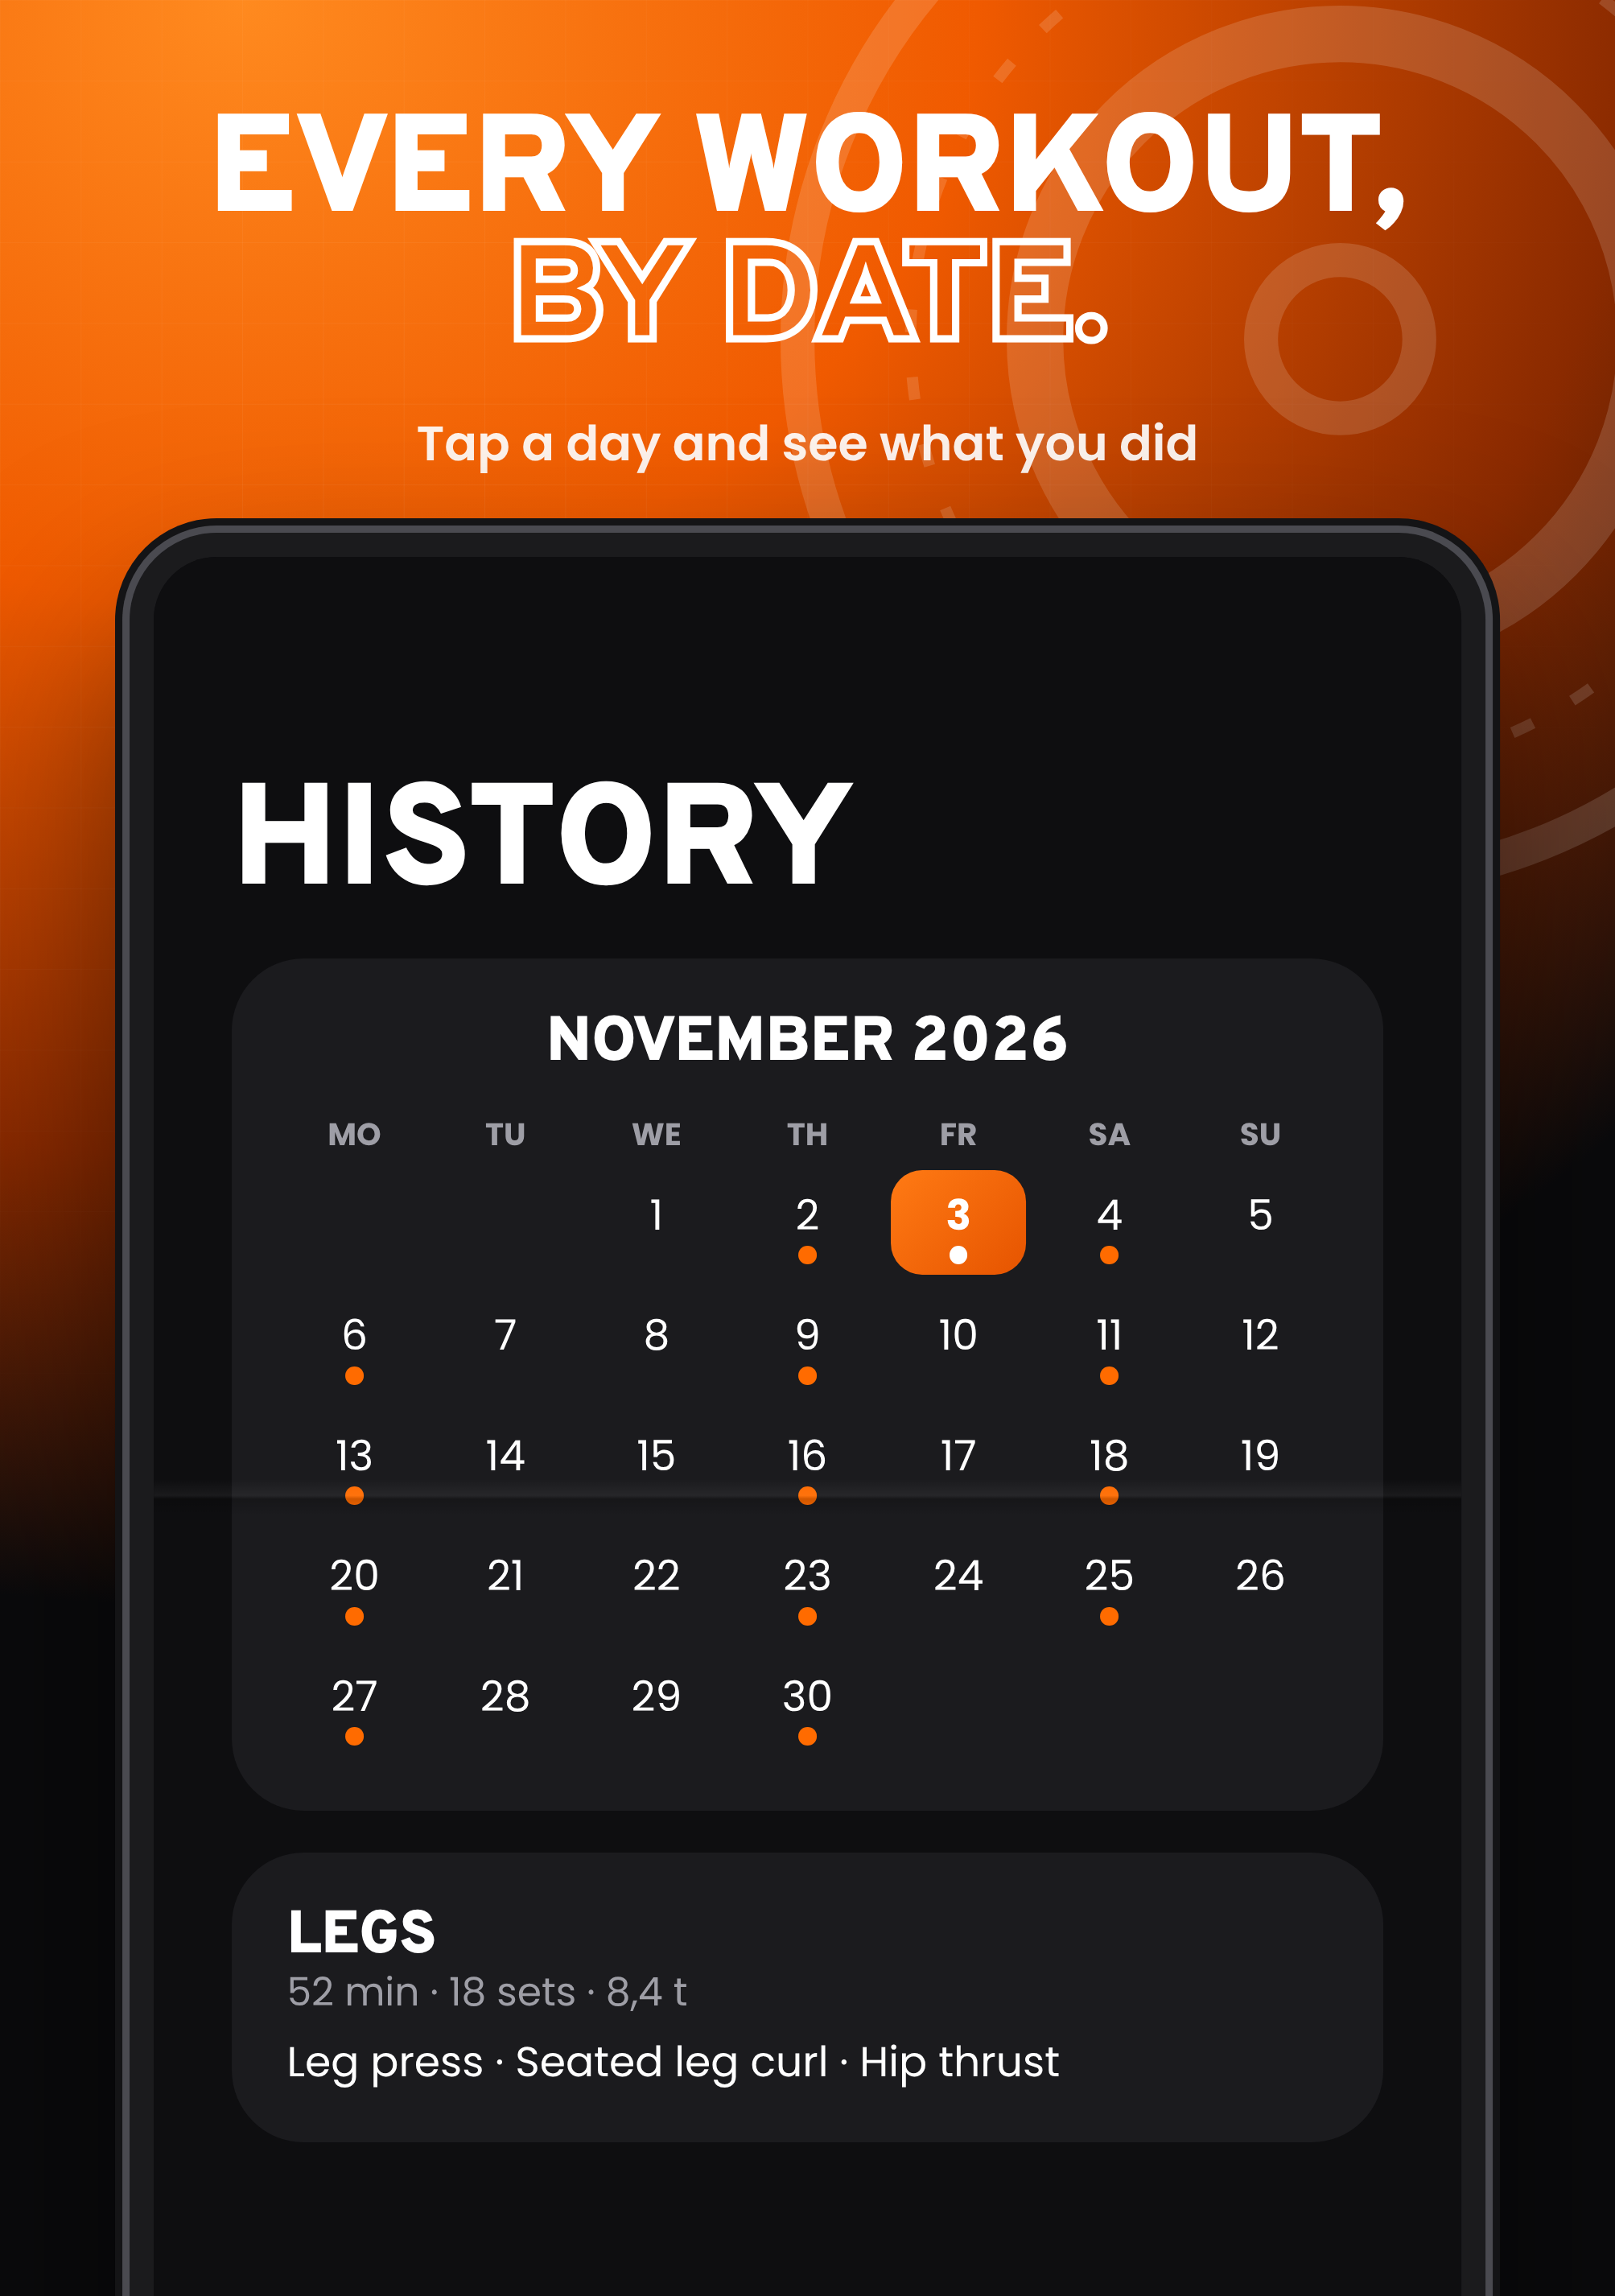 EVERY WORKOUT,
BY DATE.
Tap a day and see what you did
HISTORY
NOVEMBER 2026
MO TU WE TH FR SA SU
1 2 3 4 5
6 7 8 9 10 11 12
13 14 15 16 17 18 19
20 21 22 23 24 25 26
27 28 29 30
LEGS
52 min · 18 sets · 8,4 t
Leg press · Seated leg curl · Hip thrust